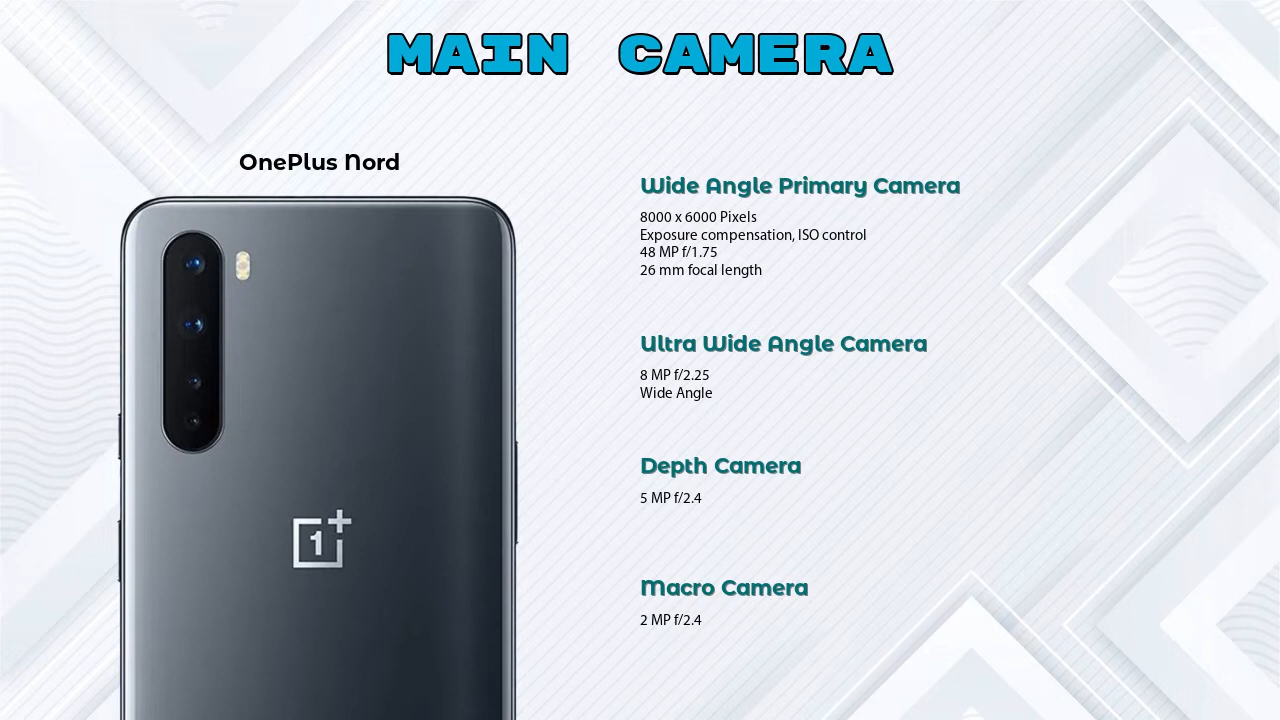 MAIN CAMERA
OnePlus Nord
Wide Angle Primary Camera
8000 x 6000 Pixels
Exposure compensation, ISO control
48 MP f/1.75
26 mm focal length
Ultra Wide Angle Camera
8 MP f/2.25
Wide Angle
Depth Camera
5 MP f/2.4
Macro Camera
2 MP f/2.4
1+